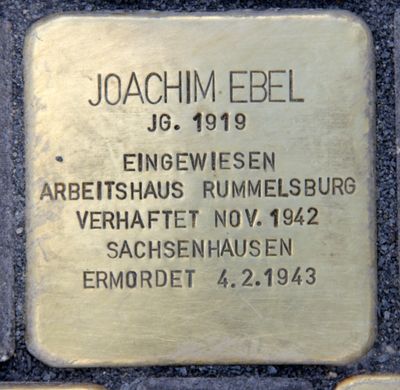 JOACHIM EBEL
JG. 1919
EINGEWIESEN
ARBEITSHAUS RUMMELSBURG
VERHAFTET NOV. 1942
SACHSENHAUSEN
ERMORDET 4.2.1943